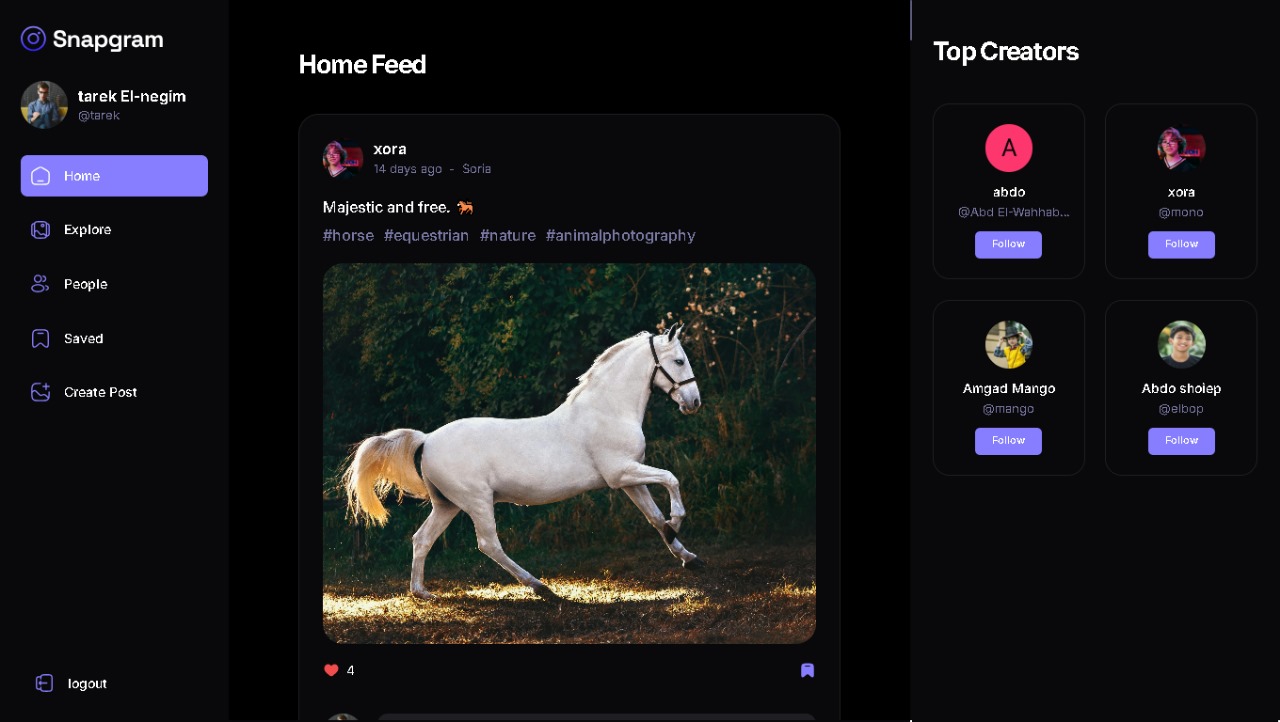 Snapgram
tarek El-negim
@tarek
Home
Explore
People
Saved
Create Post
logout
Home Feed
xora
14 days ago - Soria
Majestic and free. 🐎
#horse #equestrian #nature #animalphotography
4
Top Creators
A
abdo
@Abd El-Wahhab...
Follow
xora
@mono
Follow
Amgad Mango
@mango
Follow
Abdo sholep
@elbop
Follow